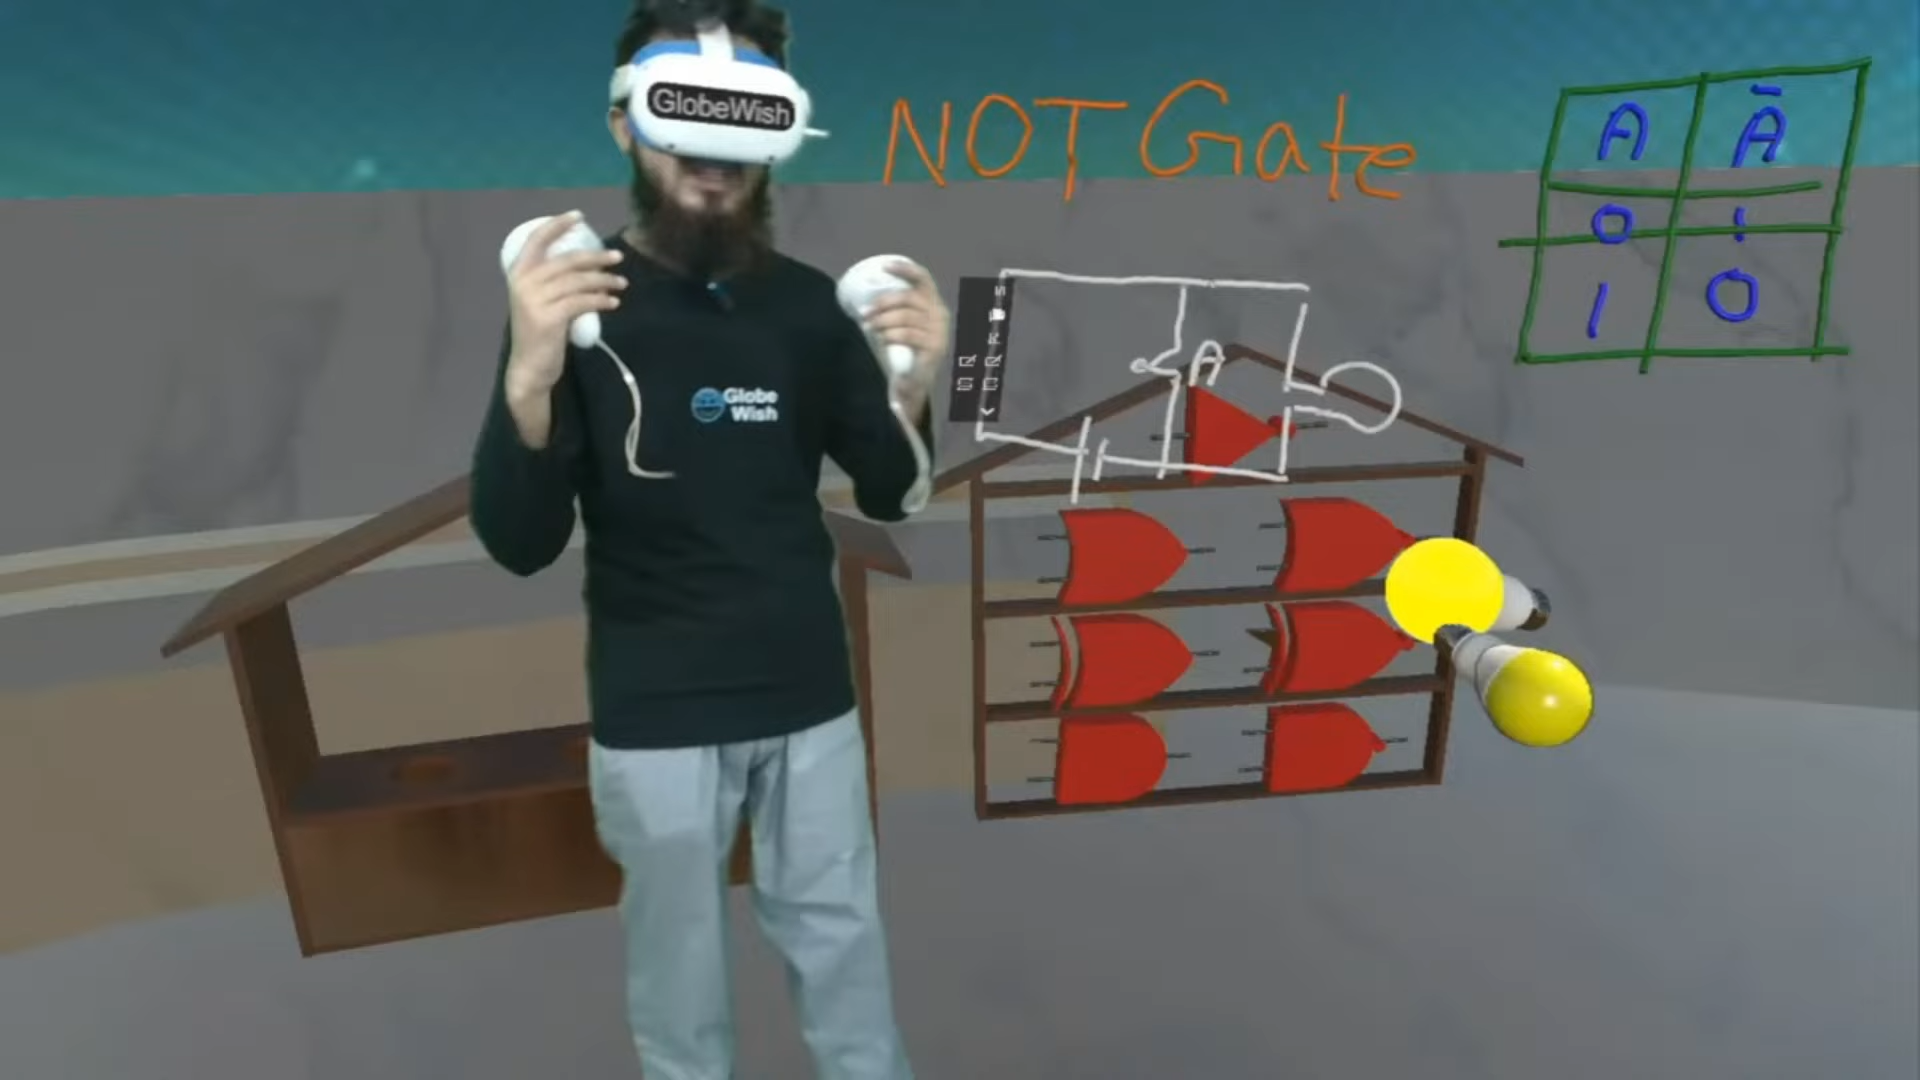 GlobeWish
NOT Gate
A Ā
0 1
1 0
A
Globe
Wish